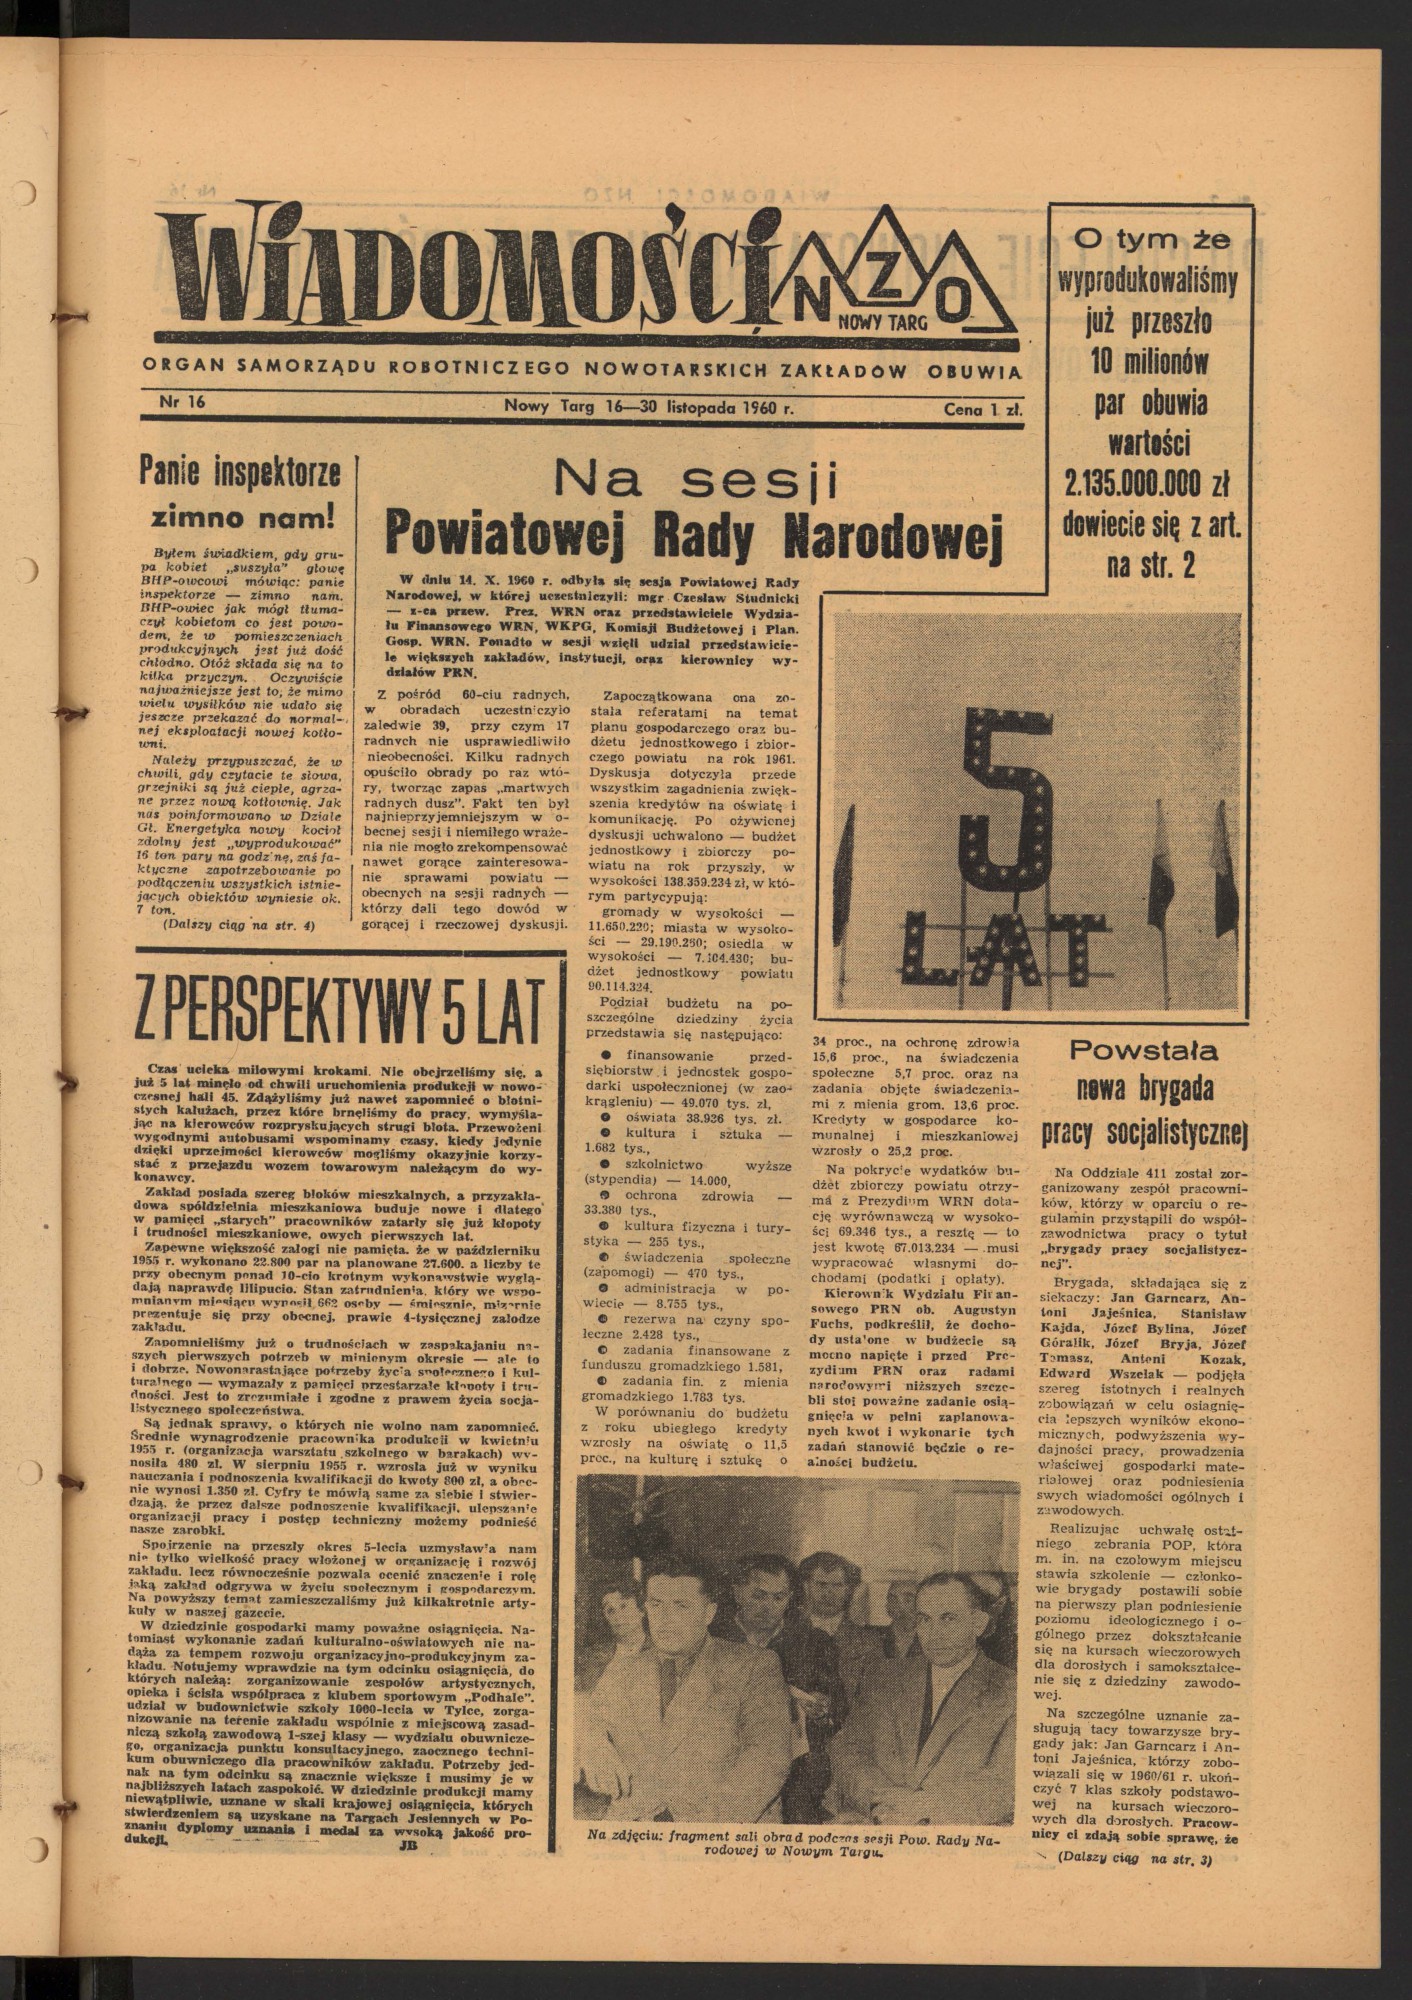 WIADOMOŚCI NZO
NOWY TARG
ORGAN SAMORZĄDU ROBOTNICZEGO NOWOTARSKICH ZAKŁADÓW OBUWIA
Nr 16
Nowy Targ 16—30 listopada 1960 r.
Cena 1 zł.
O tym że
wyprodukowaliśmy
już przeszło
10 milionów
par obuwia
wartości
2.135.000.000 zł
dowiecie się z art.
na str. 2
Panie inspektorze
zimno nam!
Byłem świadkiem, gdy gru-
pa kobiet „suszyła” głowę
BHP-owcowi mówiąc: panie
inspektorze — zimno nam.
BHP-owiec jak mógł tłuma-
czył kobietom co jest powo-
dem, że w pomieszczeniach
produkcyjnych jest już dość
chłodno. Otóż składa się na to
kilka przyczyn. Oczywiście
najważniejsze jest to, że mimo
wielu wysiłków nie udało się
jeszcze przekazać do normal-
nej eksploatacji nowej kotło-
wni.
Należy przypuszczać, że w
chwili, gdy czytacie te słowa,
grzejniki są już ciepłe, agrza-
ne przez nową kotłownię. Jak
nas poinformowano w Dziale
Gł. Energetyka nowy kocioł
zdolny jest „wyprodukować”
16 ton pary na godz'nę, zaś fa-
ktyczne zapotrzebowanie po
podłączeniu wszystkich istnie-
jących obiektów wyniesie ok.
7 ton.
(Dalszy ciąg na str. 4)
Na sesji
Powiatowej Rady Narodowej
W dniu 14. X. 1960 r. odbyła się sesja Powiatowej Rady
Narodowej, w której uczestniczyli: mgr Czesław Studnicki
— z-ca przew. Prez. WRN oraz przedstawiciele Wydzia-
łu Finansowego WRN, WKPG, Komisji Budżetowej i Plan.
Gosp. WRN. Ponadto w sesji wzięli udział przedstawicie-
le większych zakładów, instytucji, oraz kierownicy wy-
działów PRN.
Z pośród 60-ciu radnych,
w obradach uczestniczyło
zaledwie 39, przy czym 17
radnych nie usprawiedliwiło
nieobecności. Kilku radnych
opuściło obrady po raz wtó-
ry, tworząc zapas „martwych
radnych dusz”. Fakt ten był
najnieprzyjemniejszym w o-
becnej sesji i niemiłego wraże-
nia nie mogło zrekompensować
nawet gorące zainteresowa-
nie sprawami powiatu —
obecnych na sesji radnych —
którzy dali tego dowód w
gorącej i rzeczowej dyskusji.
Zapoczątkowana ona zo-
stała referatami na temat
planu gospodarczego oraz bu-
dżetu jednostkowego i zbior-
czego powiatu na rok 1961.
Dyskusja dotyczyła przede
wszystkim zagadnienia zwięk-
szenia kredytów na oświatę i
komunikację. Po ożywionej
dyskusji uchwalono — budżet
jednostkowy i zbiorczy po-
wiatu na rok przyszły, w
wysokości 138.359.234 zł, w któ-
rym partycypują:
gromady w wysokości —
11.650.220; miasta w wysoko-
ści — 29.190.260; osiedla w
wysokości — 7.104.430; bu-
dżet jednostkowy powiatu
90.114.324.
Podział budżetu na po-
szczególne dziedziny życia
przedstawia się następująco:
● finansowanie przed-
siębiorstw i jednostek gospo-
darki uspołecznionej (w zao-
krągleniu) — 49.070 tys. zł,
● oświata 38.926 tys. zł.
● kultura i sztuka —
1.682 tys.,
● szkolnictwo wyższe
(stypendia) — 14.000,
● ochrona zdrowia —
33.380 tys.,
● kultura fizyczna i tury-
styka — 255 tys.,
● świadczenia społeczne
(zapomogi) — 470 tys.,
● administracja w po-
wiecie — 8.755 tys.,
● rezerwa na czyny spo-
łeczne 2.428 tys.,
● zadania finansowane z
funduszu gromadzkiego 1.581,
● zadania fin. z mienia
gromadzkiego 1.783 tys.
W porównaniu do budżetu
z roku ubiegłego kredyty
wzrosły na oświatę o 11,5
proc., na kulturę i sztukę o
34 proc., na ochronę zdrowia
15,6 proc., na świadczenia
społeczne 5,7 proc. oraz na
zadania objęte świadczenia-
mi z mienia grom. 13,6 proc.
Kredyty w gospodarce ko-
munalnej i mieszkaniowej
wzrosły o 25,2 proc.
Na pokrycie wydatków bu-
dżet zbiorczy powiatu otrzy-
ma z Prezydium WRN dota-
cję wyrównawczą w wysoko-
ści 69.346 tys., a resztę — to
jest kwotę 67.013.234 — musi
wypracować własnymi do-
chodami (podatki i opłaty).
Kierownik Wydziału Finan-
sowego PRN ob. Augustyn
Fuchs, podkreślił, że docho-
dy usta'one w budżecie są
mocno napięte i przed Pre-
zydium PRN oraz radami
narodowymi niższych szcze-
bli stoj poważne zadanie osią-
gnięcia w pełni zaplanowa-
nych kwot i wykonanie tych
zadań stanowić będzie o re-
alności budżetu.
5
LAT
Z PERSPEKTYWY 5 LAT
Czas ucieka milowymi krokami. Nie obejrzeliśmy się, a
już 5 lat minęło od chwili uruchomienia produkcji w nowo-
czesnej hali 45. Zdążyliśmy już nawet zapomnieć o błotni-
stych kałużach, przez które brnęliśmy do pracy, wymyśla-
jąc na kierowców rozpryskujących strugi błota. Przewożeni
wygodnymi autobusami wspominamy czasy, kiedy jedynie
dzięki uprzejmości kierowców mogliśmy okazyjnie korzy-
stać z przejazdu wozem towarowym należącym do wy-
konawcy.
Zakład posiada szereg bloków mieszkalnych, a przyzakła-
dowa spółdzielnia mieszkaniowa buduje nowe i dlatego
w pamięci „starych” pracowników zatarły się już kłopoty
i trudności mieszkaniowe, owych pierwszych lat.
Zapewne większość załogi nie pamięta, że w październiku
1955 r. wykonano 22.800 par na planowane 27.600, a liczby te
przy obecnym ponad 10-cio krotnym wykonawstwie wyglą-
dają naprawdę lilipucio. Stan zatrudnienia, który we wspo-
mnianym miesiącu wynosił 662 osoby — śmiesznie, mizernie
prezentuje się przy obecnej, prawie 4-tysięcznej załodze
zakładu.
Zapomnieliśmy już o trudnościach w zaspakajaniu na-
szych pierwszych potrzeb w minionym okresie — ale to
i dobrze. Nowonarastające potrzeby życia społecznego i kul-
turalnego — wymazały z pamięci przestarzałe kłopoty i tru-
dności. Jest to zrozumiałe i zgodne z prawem życia socja-
listycznego społeczeństwa.
Są jednak sprawy, o których nie wolno nam zapomnieć.
Średnie wynagrodzenie pracownika produkcji w kwietniu
1955 r. (organizacja warsztatu szkolnego w barakach) wy-
nosiła 480 zł. W sierpniu 1955 r. wzrosła już w wyniku
nauczania i podnoszenia kwalifikacji do kwoty 800 zł, a obec-
nie wynosi 1.350 zł. Cyfry te mówią same za siebie i stwier-
dzają, że przez dalsze podnoszenie kwalifikacji, ulepszanie
organizacji pracy i postęp techniczny możemy podnieść
nasze zarobki.
Spojrzenie na przeszły okres 5-lecia uzmysławia nam
nie tylko wielkość pracy włożonej w organizację i rozwój
zakładu, lecz równocześnie pozwala ocenić znaczenie i rolę
jaką zakład odgrywa w życiu społecznym i gospodarczym.
Na powyższy temat zamieszczaliśmy już kilkakrotnie arty-
kuły w naszej gazecie.
W dziedzinie gospodarki mamy poważne osiągnięcia. Na-
tomiast wykonanie zadań kulturalno-oświatowych nie na-
dąża za tempem rozwoju organizacyjno-produkcyjnym za-
kładu. Notujemy wprawdzie na tym odcinku osiągnięcia, do
których należą: zorganizowanie zespołów artystycznych,
opieka i ścisła współpraca z klubem sportowym „Podhale”,
udział w budownictwie szkoły 1000-lecia w Tylce, zorga-
nizowanie na terenie zakładu wspólnie z miejscową zasad-
niczą szkołą zawodową 1-szej klasy — wydziału obuwnicze-
go, organizacja punktu konsultacyjnego, zaocznego techni-
kum obuwniczego dla pracowników zakładu. Potrzeby jed-
nak na tym odcinku są znacznie większe i musimy je w
najbliższych latach zaspokoić. W dziedzinie produkcji mamy
niewątpliwie, uznane w skali krajowej osiągnięcia, których
stwierdzeniem są uzyskane na Targach Jesiennych w Po-
znaniu dyplomy uznania i medal za wysoką jakość pro-
dukcji.
JB
Na zdjęciu: fragment sali obrad podczas sesji Pow. Rady Na-
rodowej w Nowym Targu.
Powstała
nowa brygada
pracy socjalistycznej
Na Oddziale 411 został zor-
ganizowany zespół pracowni-
ków, którzy w oparciu o re-
gulamin przystąpili do współ-
zawodnictwa pracy o tytuł
„brygady pracy socjalistycz-
nej”.
Brygada, składająca się z
siekaczy: Jan Garncarz, An-
toni Jajeśnica, Stanisław
Kajda, Józef Bylina, Józef
Góralik, Józef Bryja, Józef
Tomasz, Antoni Kozak,
Edward Wszelak — podjęła
szereg istotnych i realnych
zobowiązań w celu osiągnię-
cia lepszych wyników ekono-
micznych, podwyższenia wy-
dajności pracy, prowadzenia
właściwej gospodarki mate-
riałowej oraz podniesienia
swych wiadomości ogólnych i
zawodowych.
Realizując uchwałę ostat-
niego zebrania POP, która
m. in. na czołowym miejscu
stawia szkolenie — członko-
wie brygady postawili sobie
na pierwszy plan podniesienie
poziomu ideologicznego i o-
gólnego przez dokształcanie
się na kursach wieczorowych
dla dorosłych i samokształce-
nie się z dziedziny zawodo-
wej.
Na szczególne uznanie za-
sługują tacy towarzysze bry-
gady jak: Jan Garncarz i An-
toni Jajeśnica, którzy zobo-
wiązali się w 1960/61 r. ukoń-
czyć 7 klas szkoły podstawo-
wej na kursach wieczoro-
wych dla dorosłych. Pracow-
nicy ci zdają sobie sprawę, że
(Dalszy ciąg na str. 3)